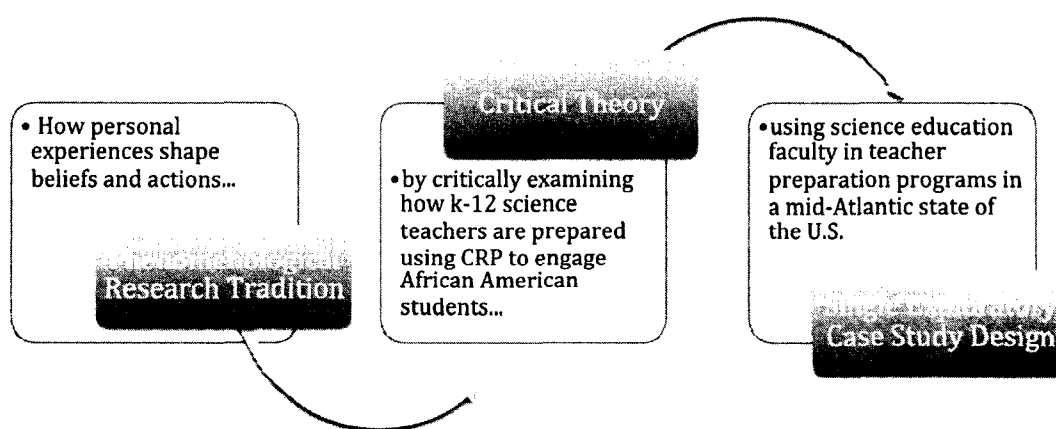 • How personal
experiences shape
beliefs and actions...
Phenomenological
Research Tradition
Critical Theory
•by critically examining
how k-12 science
teachers are prepared
using CRP to engage
African American
students...
•using science education
faculty in teacher
preparation programs in
a mid-Atlantic state of
the U.S.
Single
Case Study Design